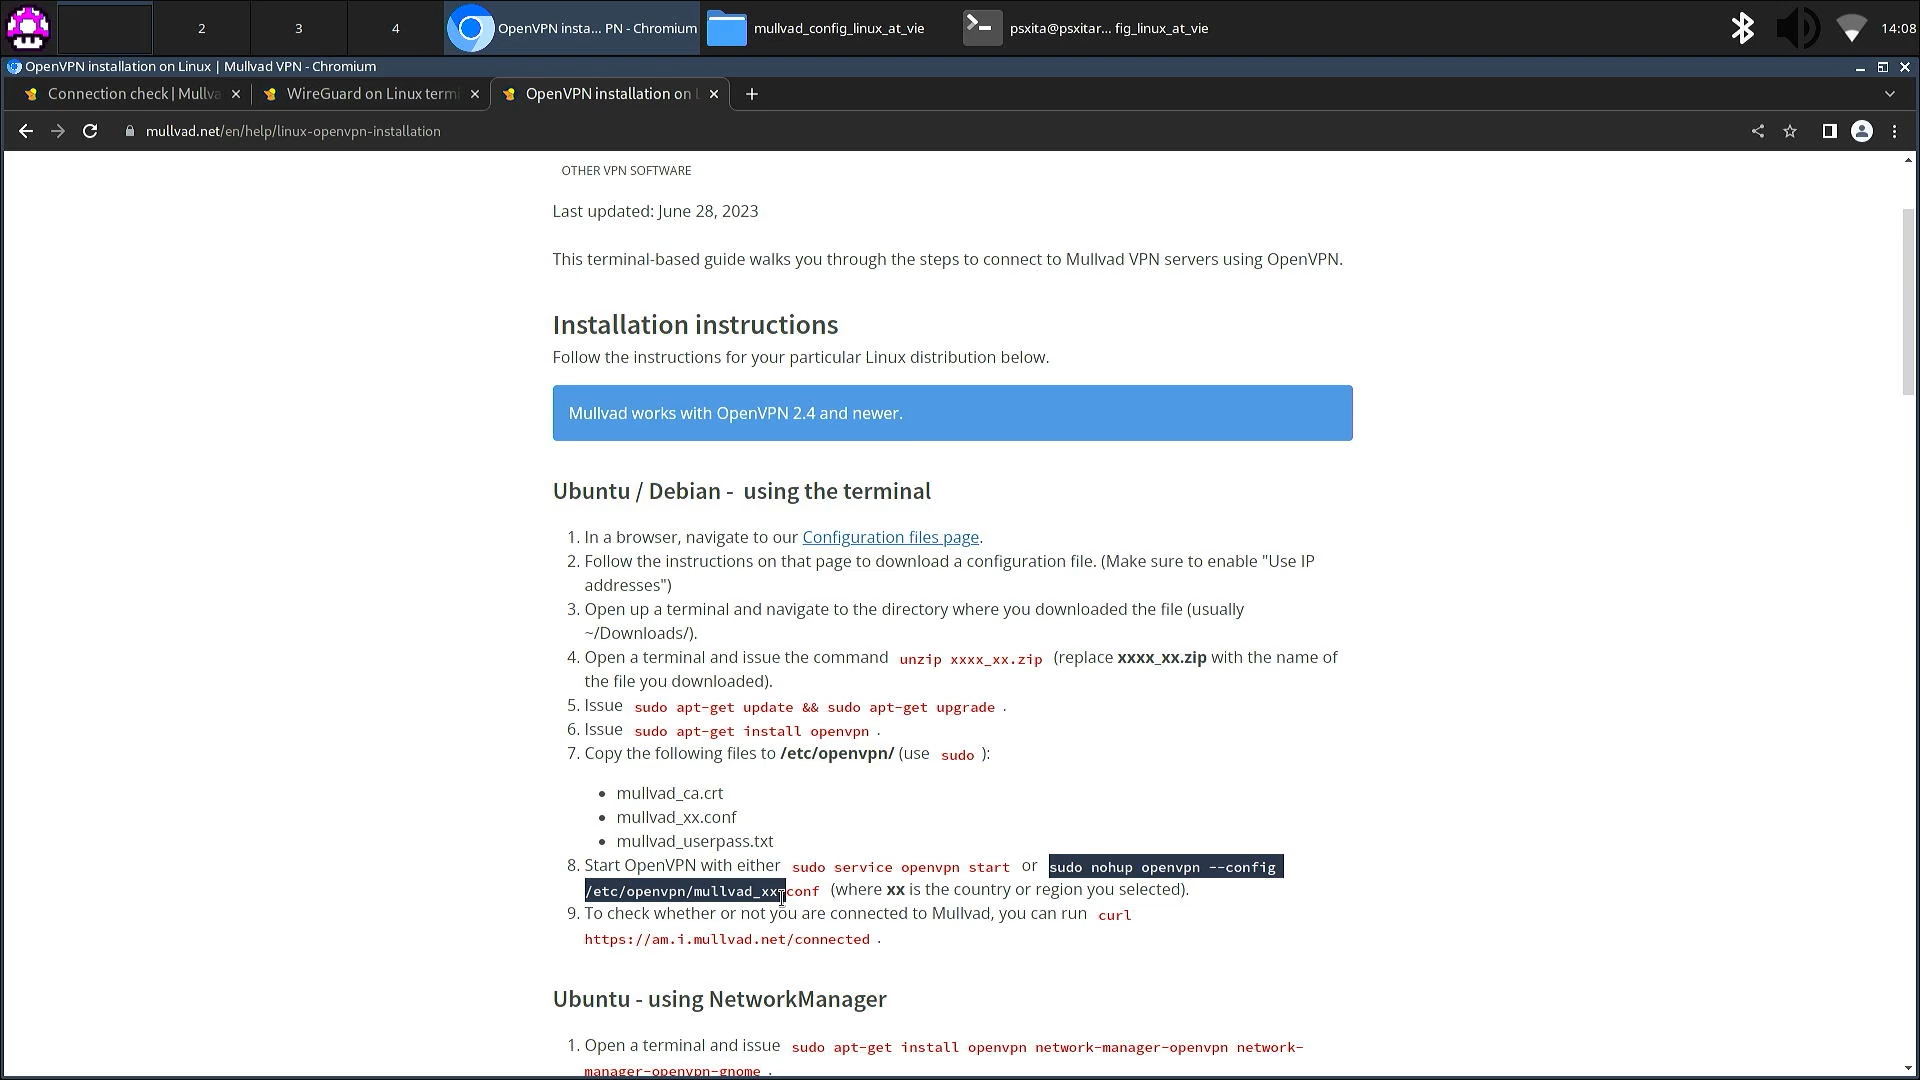 2
3
4
OpenVPN insta... PN - Chromium
mullvad_config_linux_at_vie
psxita@psxitar... fig_linux_at_vie
14:08
OpenVPN installation on Linux | Mullvad VPN - Chromium
Connection check | Mullva
WireGuard on Linux termi
OpenVPN installation on L
mullvad.net/en/help/linux-openvpn-installation
OTHER VPN SOFTWARE
Last updated: June 28, 2023
This terminal-based guide walks you through the steps to connect to Mullvad VPN servers using OpenVPN.
Installation instructions
Follow the instructions for your particular Linux distribution below.
Mullvad works with OpenVPN 2.4 and newer.
Ubuntu / Debian - using the terminal
1. In a browser, navigate to our Configuration files page.
2. Follow the instructions on that page to download a configuration file. (Make sure to enable "Use IP
addresses")
3. Open up a terminal and navigate to the directory where you downloaded the file (usually
~/Downloads/).
4. Open a terminal and issue the command unzip xxxx_xx.zip (replace xxxx_xx.zip with the name of
the file you downloaded).
5. Issue sudo apt-get update && sudo apt-get upgrade .
6. Issue sudo apt-get install openvpn .
7. Copy the following files to /etc/openvpn/ (use sudo ):
• mullvad_ca.crt
• mullvad_xx.conf
• mullvad_userpass.txt
8. Start OpenVPN with either sudo service openvpn start or sudo nohup openvpn --config
/etc/openvpn/mullvad_xx.conf (where xx is the country or region you selected).
9. To check whether or not you are connected to Mullvad, you can run curl
https://am.i.mullvad.net/connected .
Ubuntu - using NetworkManager
1. Open a terminal and issue sudo apt-get install openvpn network-manager-openvpn network-
manager-openvpn-gnome .